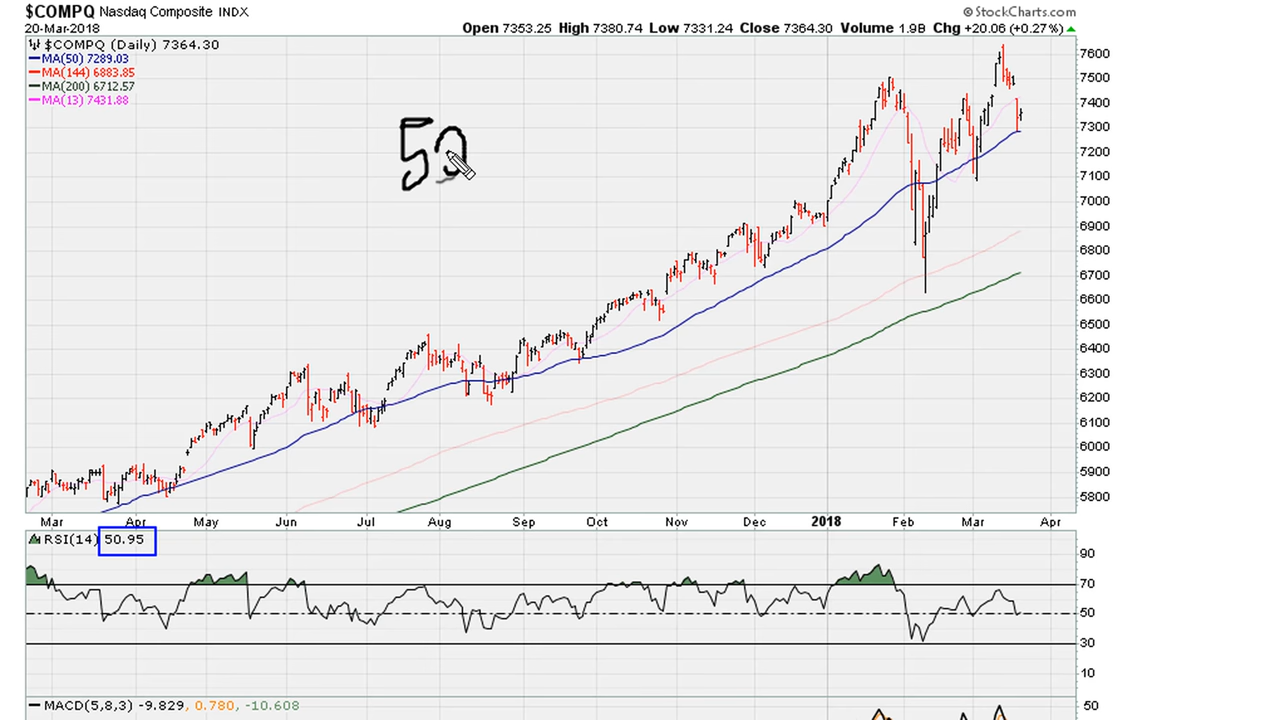 $COMPQ Nasdaq Composite INDX © StockCharts.com
20-Mar-2018 Open 7353.25 High 7380.74 Low 7331.24 Close 7364.30 Volume 1.9B Chg +20.06 (+0.27%)
$COMPQ (Daily) 7364.30
MA(50) 7289.03
MA(144) 6883.85
MA(200) 6712.57
MA(13) 7431.88
50
7600
7500
7400
7300
7200
7100
7000
6900
6800
6700
6600
6500
6400
6300
6200
6100
6000
5900
5800
Mar Apr May Jun Jul Aug Sep Oct Nov Dec 2018 Feb Mar Apr
RSI(14) 50.95
90
70
50
30
10
MACD(5,8,3) -9.829, 0.780, -10.608
50